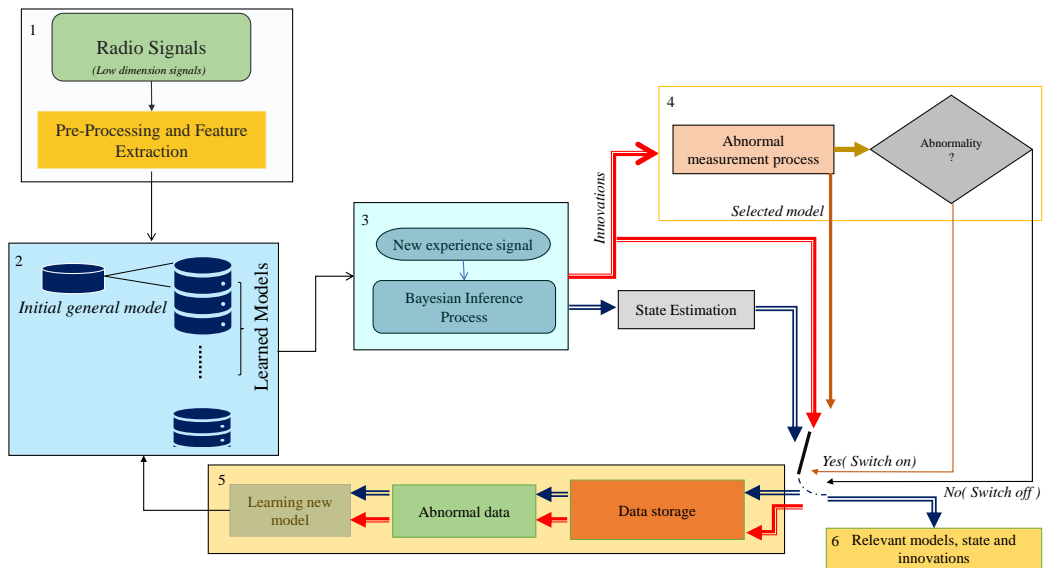 1
Radio Signals
(Low dimension signals)
Pre-Processing and Feature
Extraction
2
Initial general model
Learned Models
3
New experience signal
Bayesian Inference
Process
State Estimation
Innovations
4
Abnormal
measurement process
Abnormality
?
Selected model
Yes( Switch on)
No( Switch off )
5
Learning new
model
Abnormal data
Data storage
6
Relevant models, state and
innovations